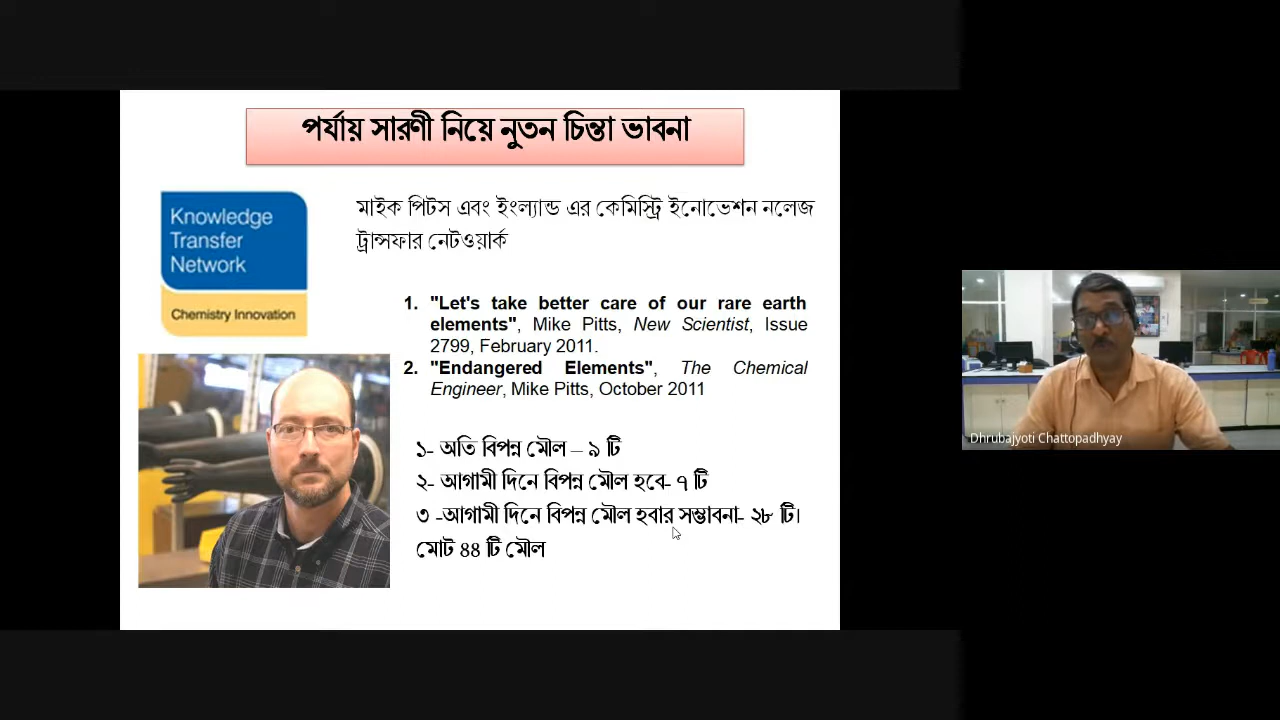 পর্যায় সারণী নিয়ে নুতন চিন্তা ভাবনা
Knowledge
Transfer
Network
Chemistry Innovation
মাইক পিটস এবং ইংল্যান্ড এর কেমিস্ট্রি ইনোভেশন নলেজ
ট্রান্সফার নেটওয়ার্ক
1. "Let's take better care of our rare earth
elements", Mike Pitts, New Scientist, Issue
2799, February 2011.
2. "Endangered Elements", The Chemical
Engineer, Mike Pitts, October 2011
১- অতি বিপন্ন মৌল – ৯ টি
২- আগামী দিনে বিপন্ন মৌল হবে- ৭ টি
৩ -আগামী দিনে বিপন্ন মৌল হবার সম্ভাবনা- ২৮ টি।
মোট ৪৪ টি মৌল
Dhrubajyoti Chattopadhyay